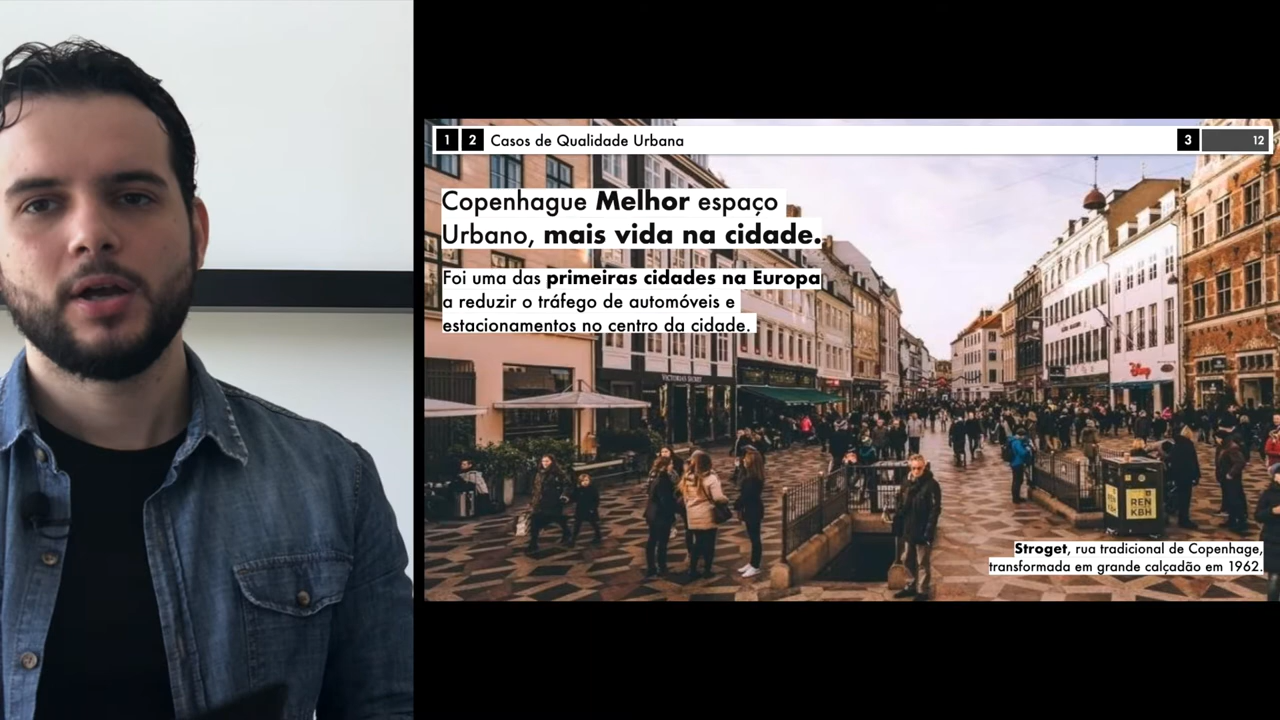 1 2 Casos de Qualidade Urbana 3 12
Copenhague Melhor espaço
Urbano, mais vida na cidade.
Foi uma das primeiras cidades na Europa
a reduzir o tráfego de automóveis e
estacionamentos no centro da cidade.
VICTORIA'S SECRET
Disney
REN
KBH
Stroget, rua tradicional de Copenhage,
transformada em grande calçadão em 1962.